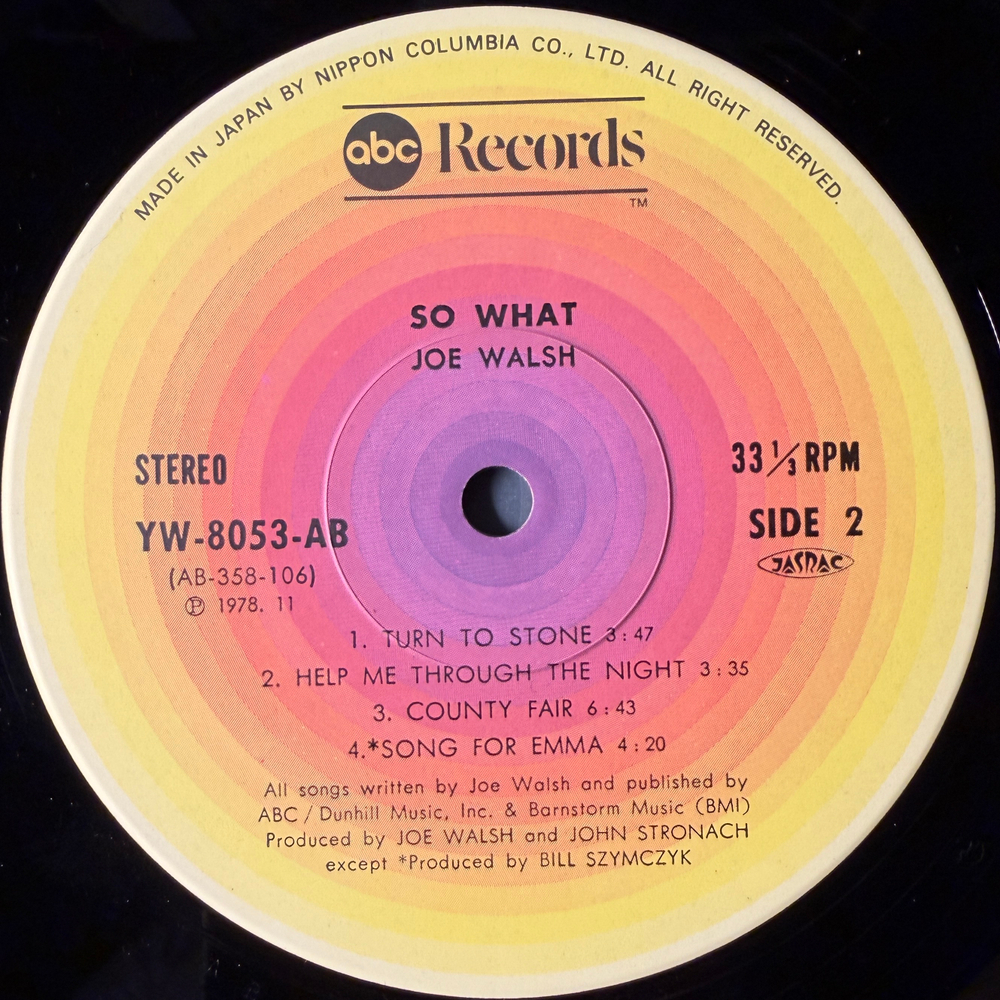 MADE IN JAPAN BY NIPPON COLUMBIA CO., LTD. ALL RIGHT RESERVED.
abc Records
TM
SO WHAT
JOE WALSH
STEREO
33 1/3 RPM
YW-8053-AB
SIDE 2
(AB-358-106)
JASRAC
Ⓟ 1978. 11
1. TURN TO STONE 3:47
2. HELP ME THROUGH THE NIGHT 3:35
3. COUNTY FAIR 6:43
4.*SONG FOR EMMA 4:20
All songs written by Joe Walsh and published by
ABC/Dunhill Music, Inc. & Barnstorm Music (BMI)
Produced by JOE WALSH and JOHN STRONACH
except *Produced by BILL SZYMCZYK